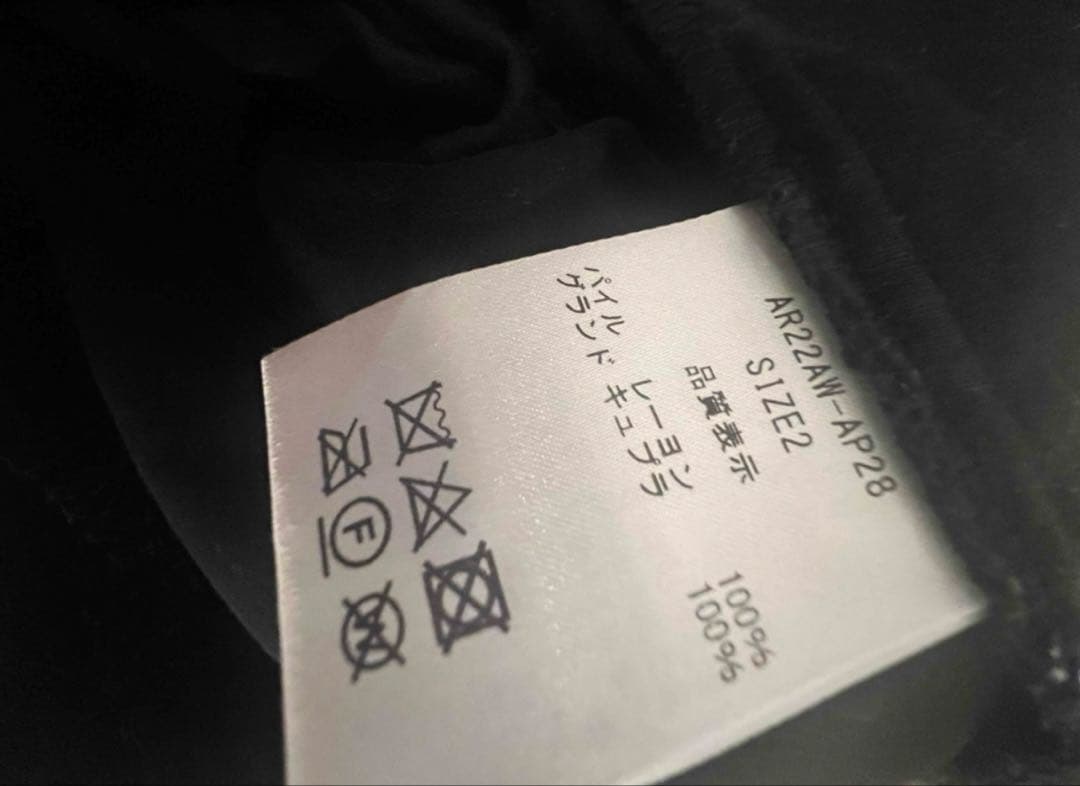 AR22AW-AP28
SIZE2
品質表示
パイル レーヨン 100%
グランド キュプラ 100%
F
W